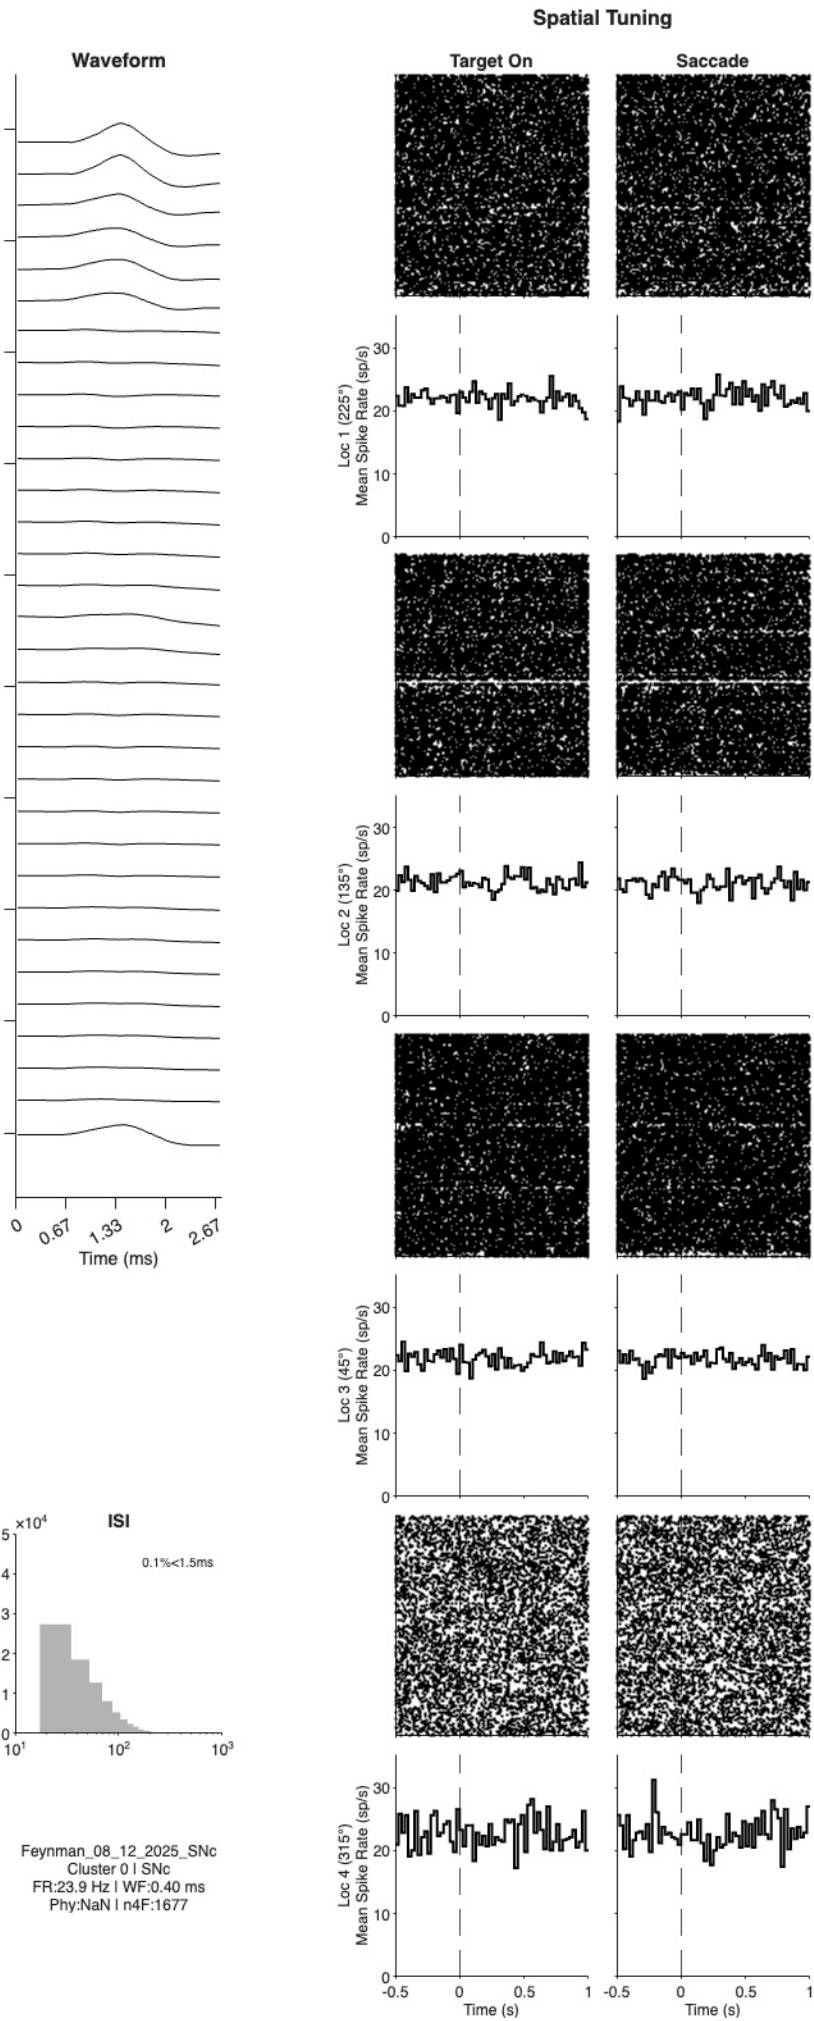 Spatial Tuning
Waveform
Target On
Saccade
Loc 1 (225°)
Mean Spike Rate (sp/s)
30
20
10
0
Loc 2 (135°)
Mean Spike Rate (sp/s)
30
20
10
0
0 0.67 1.33 2 2.67
Time (ms)
Loc 3 (45°)
Mean Spike Rate (sp/s)
30
20
10
0
ISI
×10⁴
0.1%<1.5ms
5
4
3
2
1
0
10¹ 10² 10³
Feynman_08_12_2025_SNc
Cluster 0 | SNc
FR:23.9 Hz | WF:0.40 ms
Phy:NaN | n4F:1677
Loc 4 (315°)
Mean Spike Rate (sp/s)
30
20
10
0
-0.5 0 0.5 1
Time (s)
-0.5 0 0.5 1
Time (s)